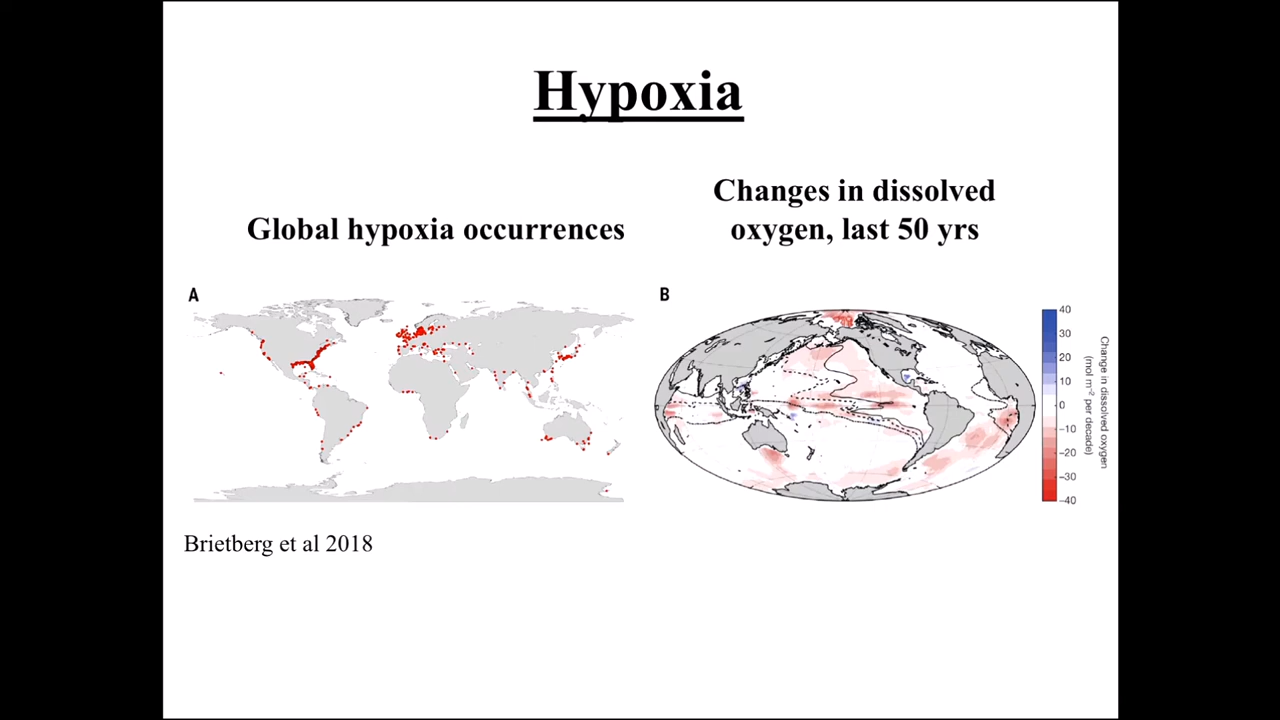 Hypoxia
Global hypoxia occurrences
Changes in dissolved
oxygen, last 50 yrs
A
B
40
30
20
10
0
−10
−20
−30
−40
Change in dissolved oxygen
(mol m⁻² per decade)
Brietberg et al 2018